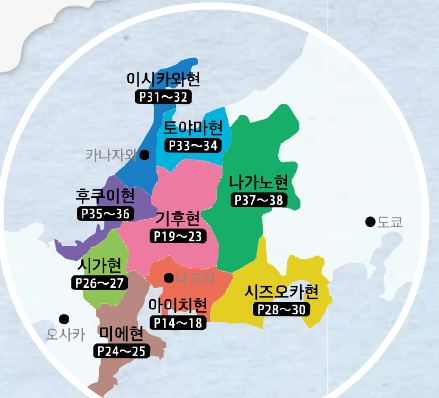 이시카와현
P31~32
토야마현
P33~34
카나자와
나가노현
P37~38
후쿠이현
P35~36
기후현
P19~23
도쿄
시가현
P26~27
나고야
시즈오카현
P28~30
아이치현
P14~18
오사카
미에현
P24~25